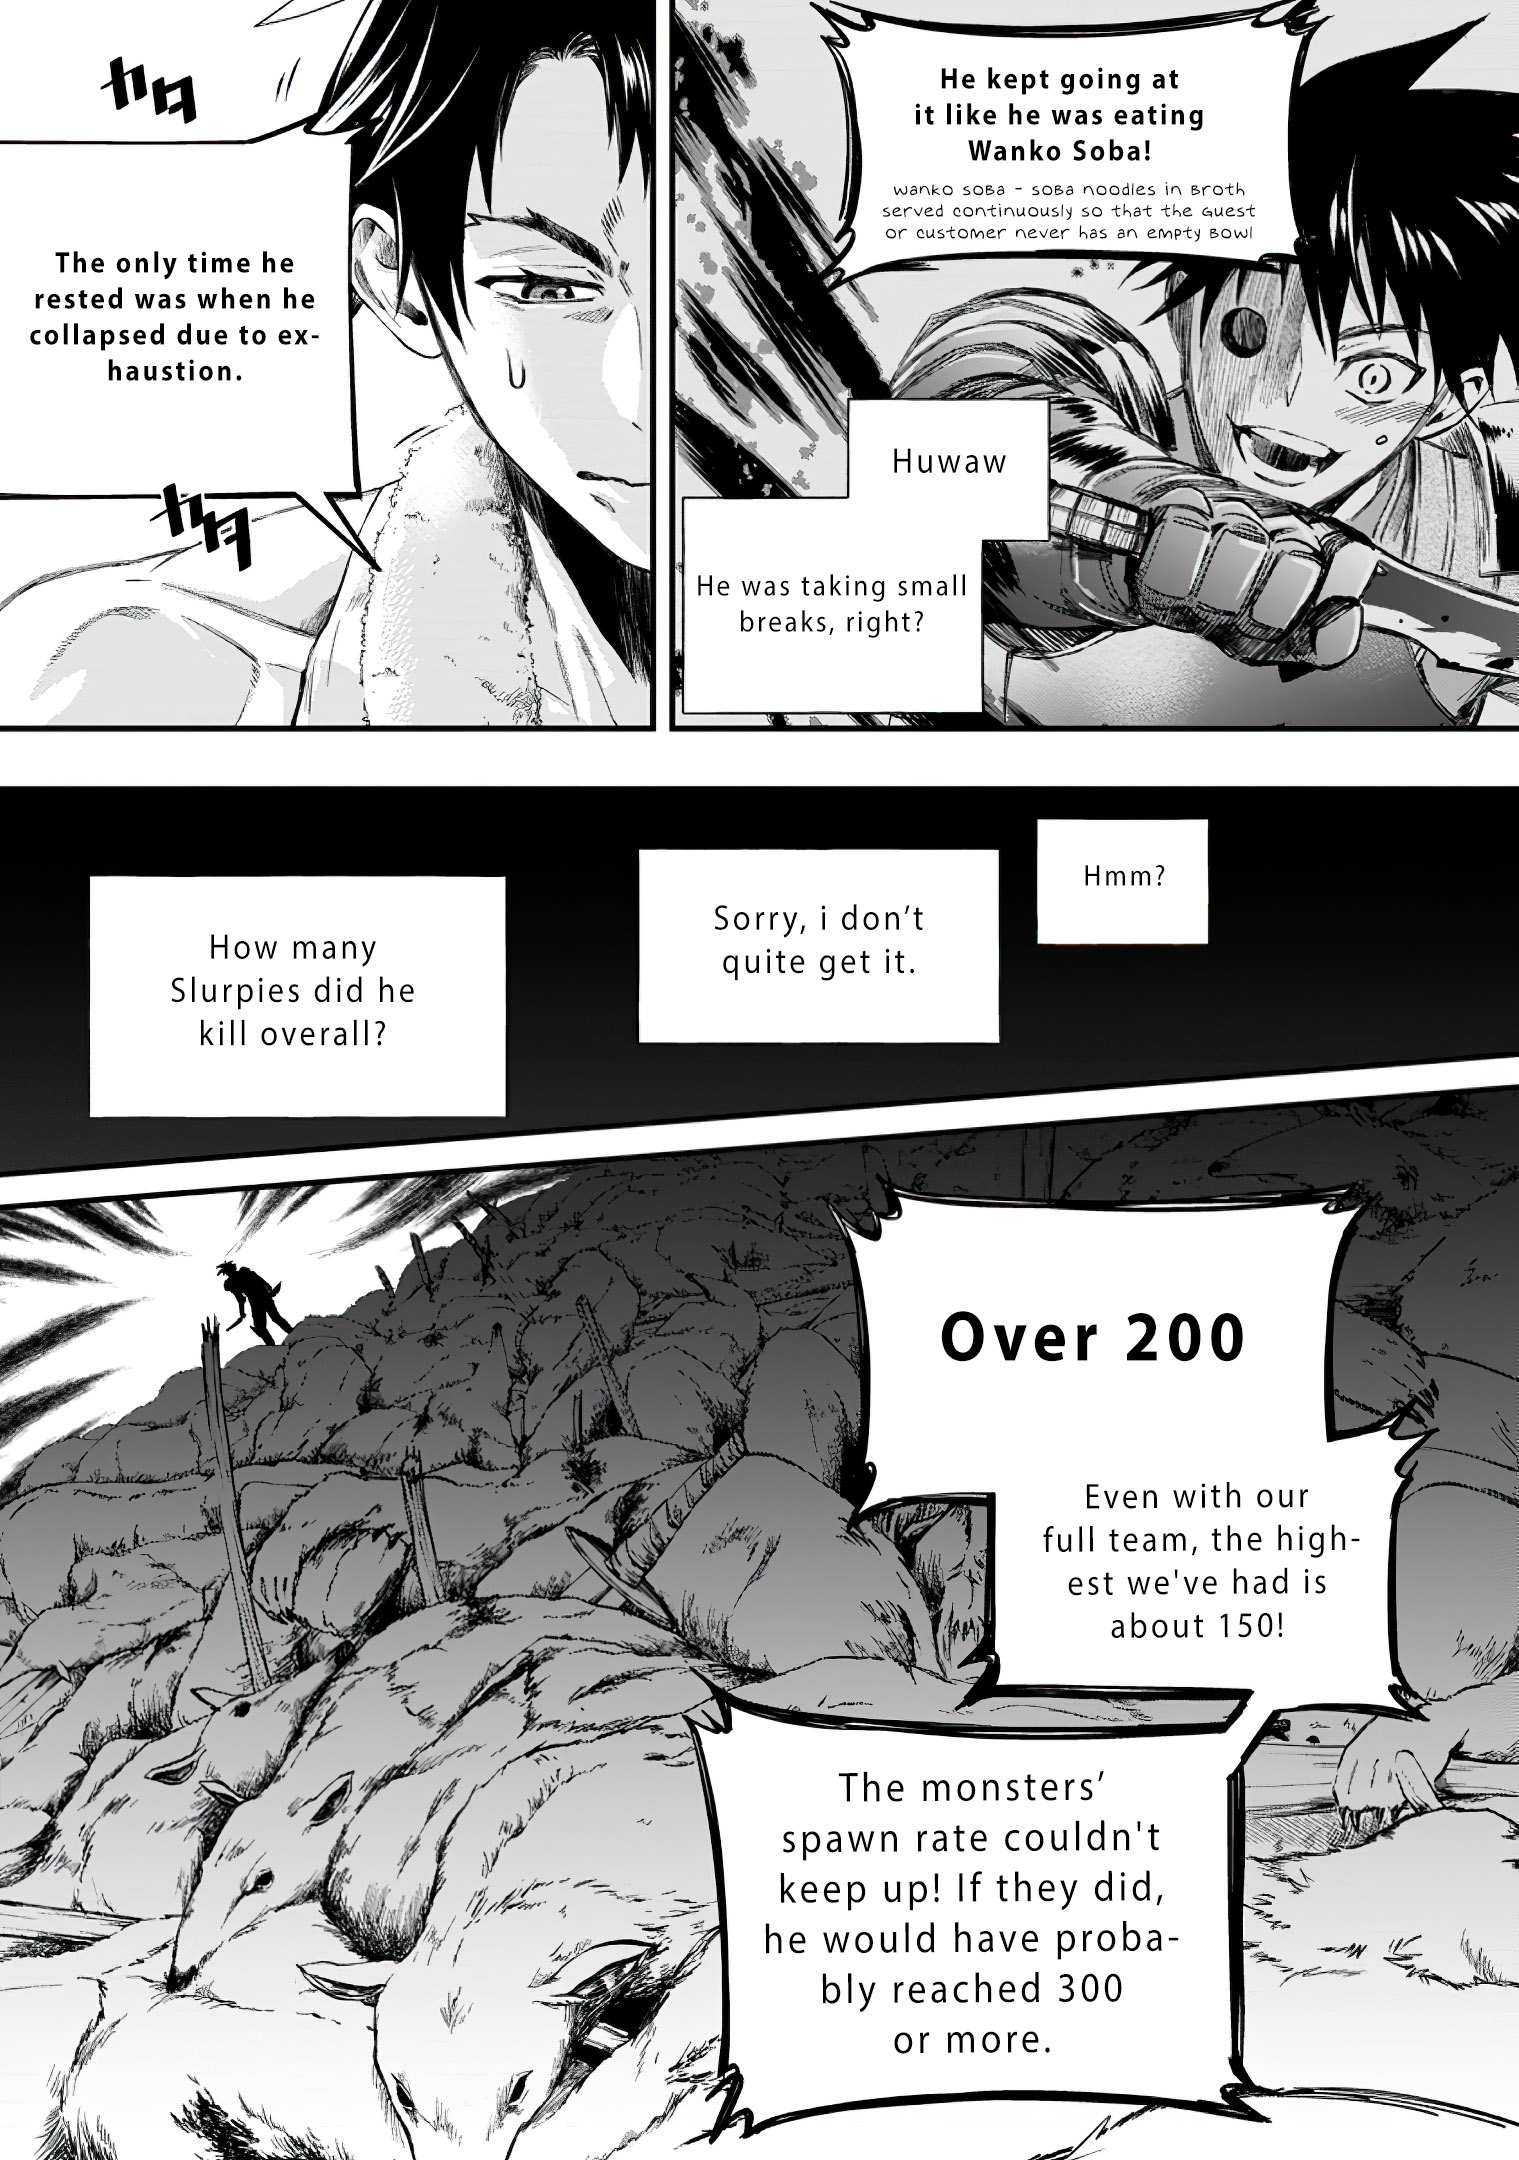 He kept going at
it like he was eating
Wanko Soba!
wanko soba - soba noodles in broth
served continuously so that the guest
or customer never has an empty bowl
Huwaw
He was taking small
breaks, right?
カタ
The only time he
rested was when he
collapsed due to ex-
haustion.
カタ
Hmm?
Sorry, i don’t
quite get it.
How many
Slurpies did he
kill overall?
Over 200
Even with our
full team, the high-
est we've had is
about 150!
The monsters’
spawn rate couldn't
keep up! If they did,
he would have proba-
bly reached 300
or more.